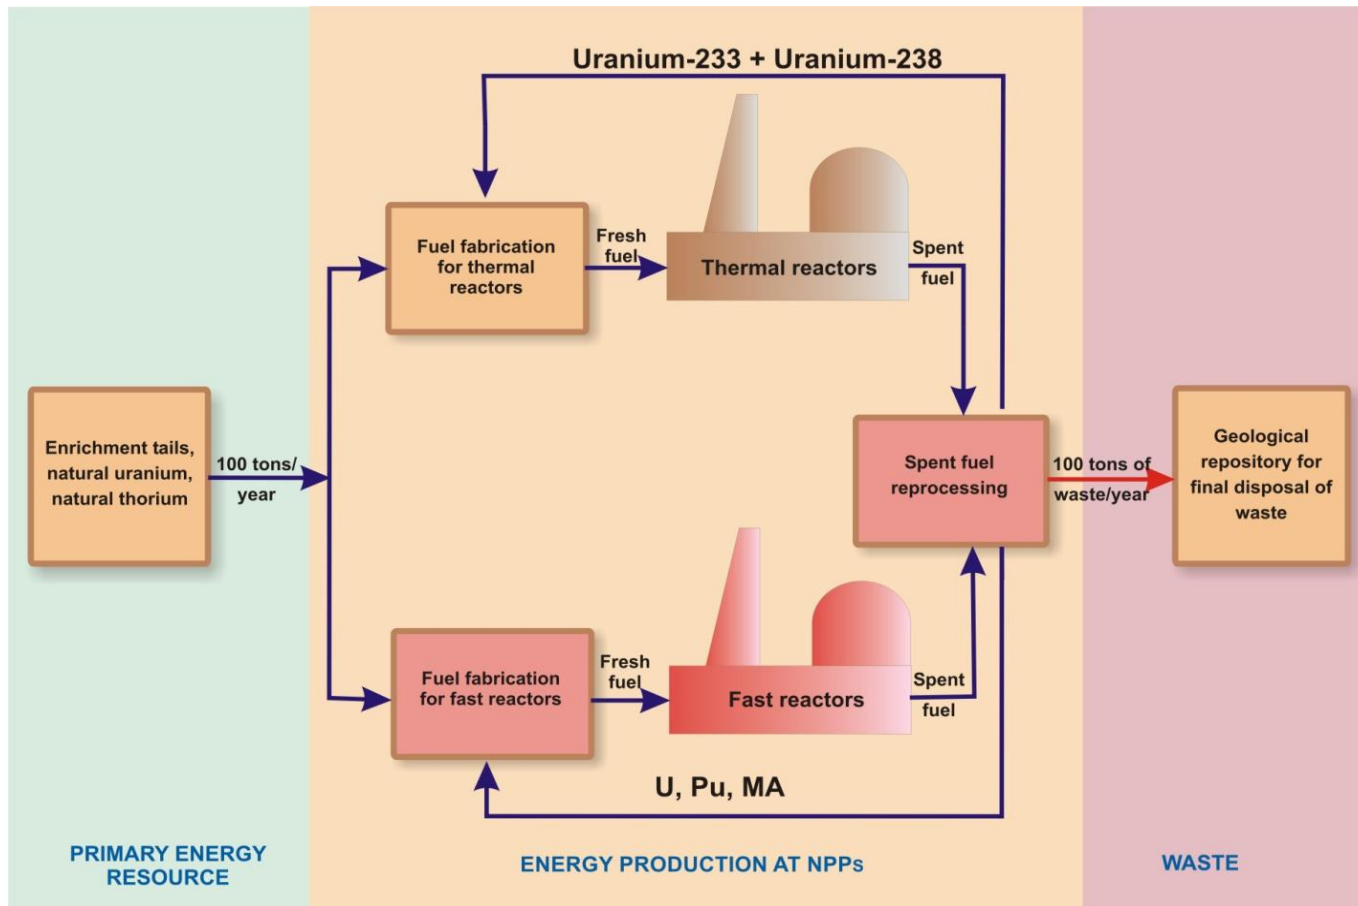 Uranium-233 + Uranium-238
Fuel fabrication
for thermal
reactors
Fresh
fuel
Thermal reactors
Spent
fuel
Enrichment tails,
natural uranium,
natural thorium
100 tons/
year
Spent fuel
reprocessing
100 tons of
waste/year
Geological
repository for
final disposal of
waste
Fuel fabrication
for fast reactors
Fresh
fuel
Fast reactors
Spent
fuel
U, Pu, MA
PRIMARY ENERGY
RESOURCE
ENERGY PRODUCTION AT NPPs
WASTE